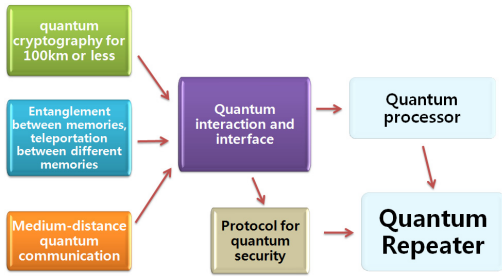 quantum
cryptography for
100km or less
Entanglement
between memories,
teleportation
between different
memories
Medium-distance
quantum
communication
Quantum
interaction and
interface
Protocol for
quantum
security
Quantum
processor
Quantum
Repeater